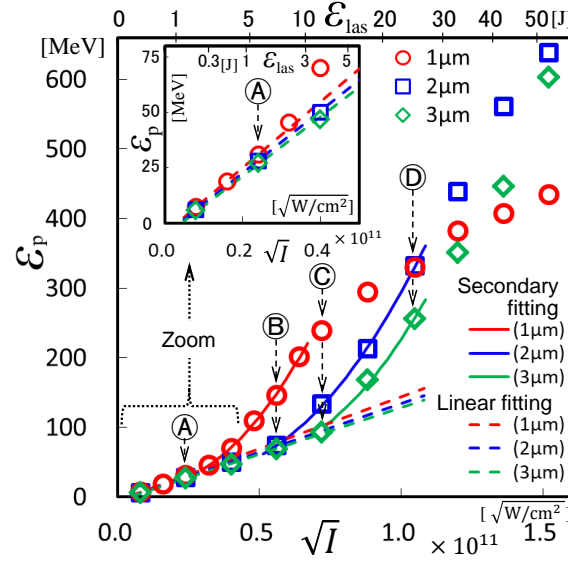 ℰlas
0 1 5 10 20 30 40 50 [J]
[MeV]
600
500
400
300
200
100
0
ℰp
75
50
25
0
ℰp
[MeV]
0.3[J] 1 3 5
ℰlas
Ⓐ
[√W/cm²]
0.0 0.2 0.4 × 10¹¹
√I
1μm
2μm
3μm
Zoom
Ⓐ
Ⓑ
Ⓒ
Ⓓ
Secondary
fitting
(1μm)
(2μm)
(3μm)
Linear fitting
(1μm)
(2μm)
(3μm)
[√W/cm²]
0.0 0.5 1.0 1.5
√I × 10¹¹